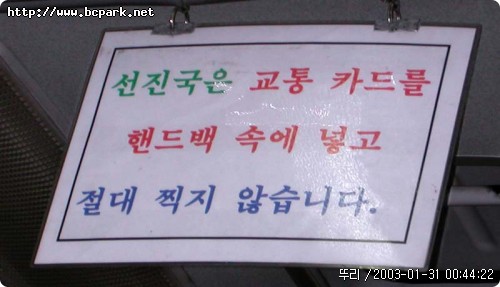 http://www.bcpark.net
선진국은 교통 카드를
핸드백 속에 넣고
절대 찍지 않습니다.
뚜리 /2003-01-31 00:44:22